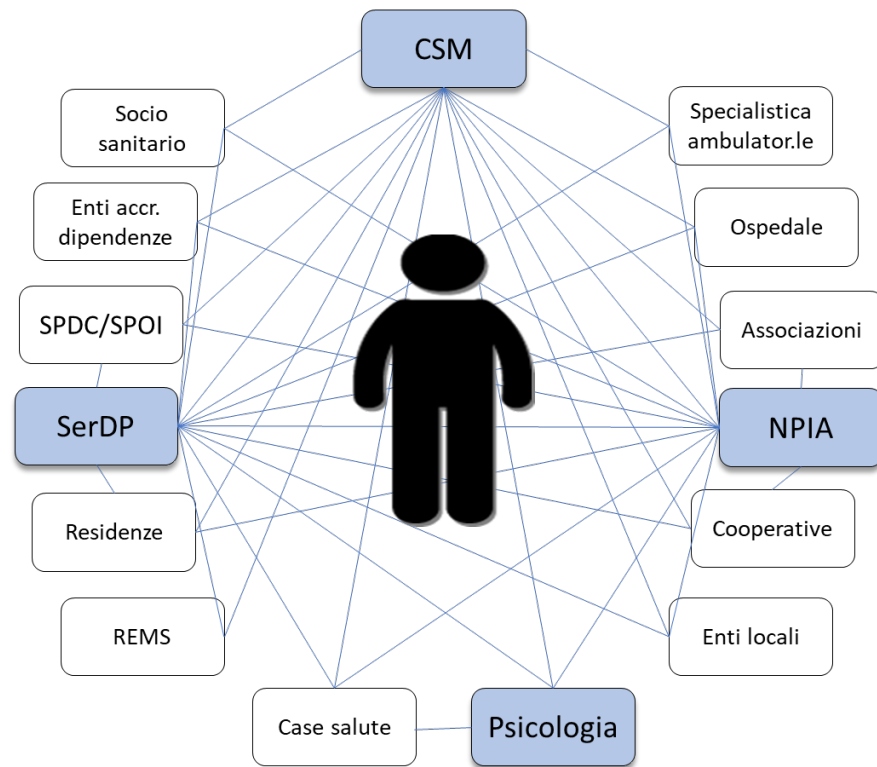 CSM
Socio
sanitario
Specialistica
ambulator.le
Enti accr.
dipendenze
Ospedale
SPDC/SPOI
Associazioni
SerDP
NPIA
Residenze
Cooperative
REMS
Enti locali
Case salute
Psicologia